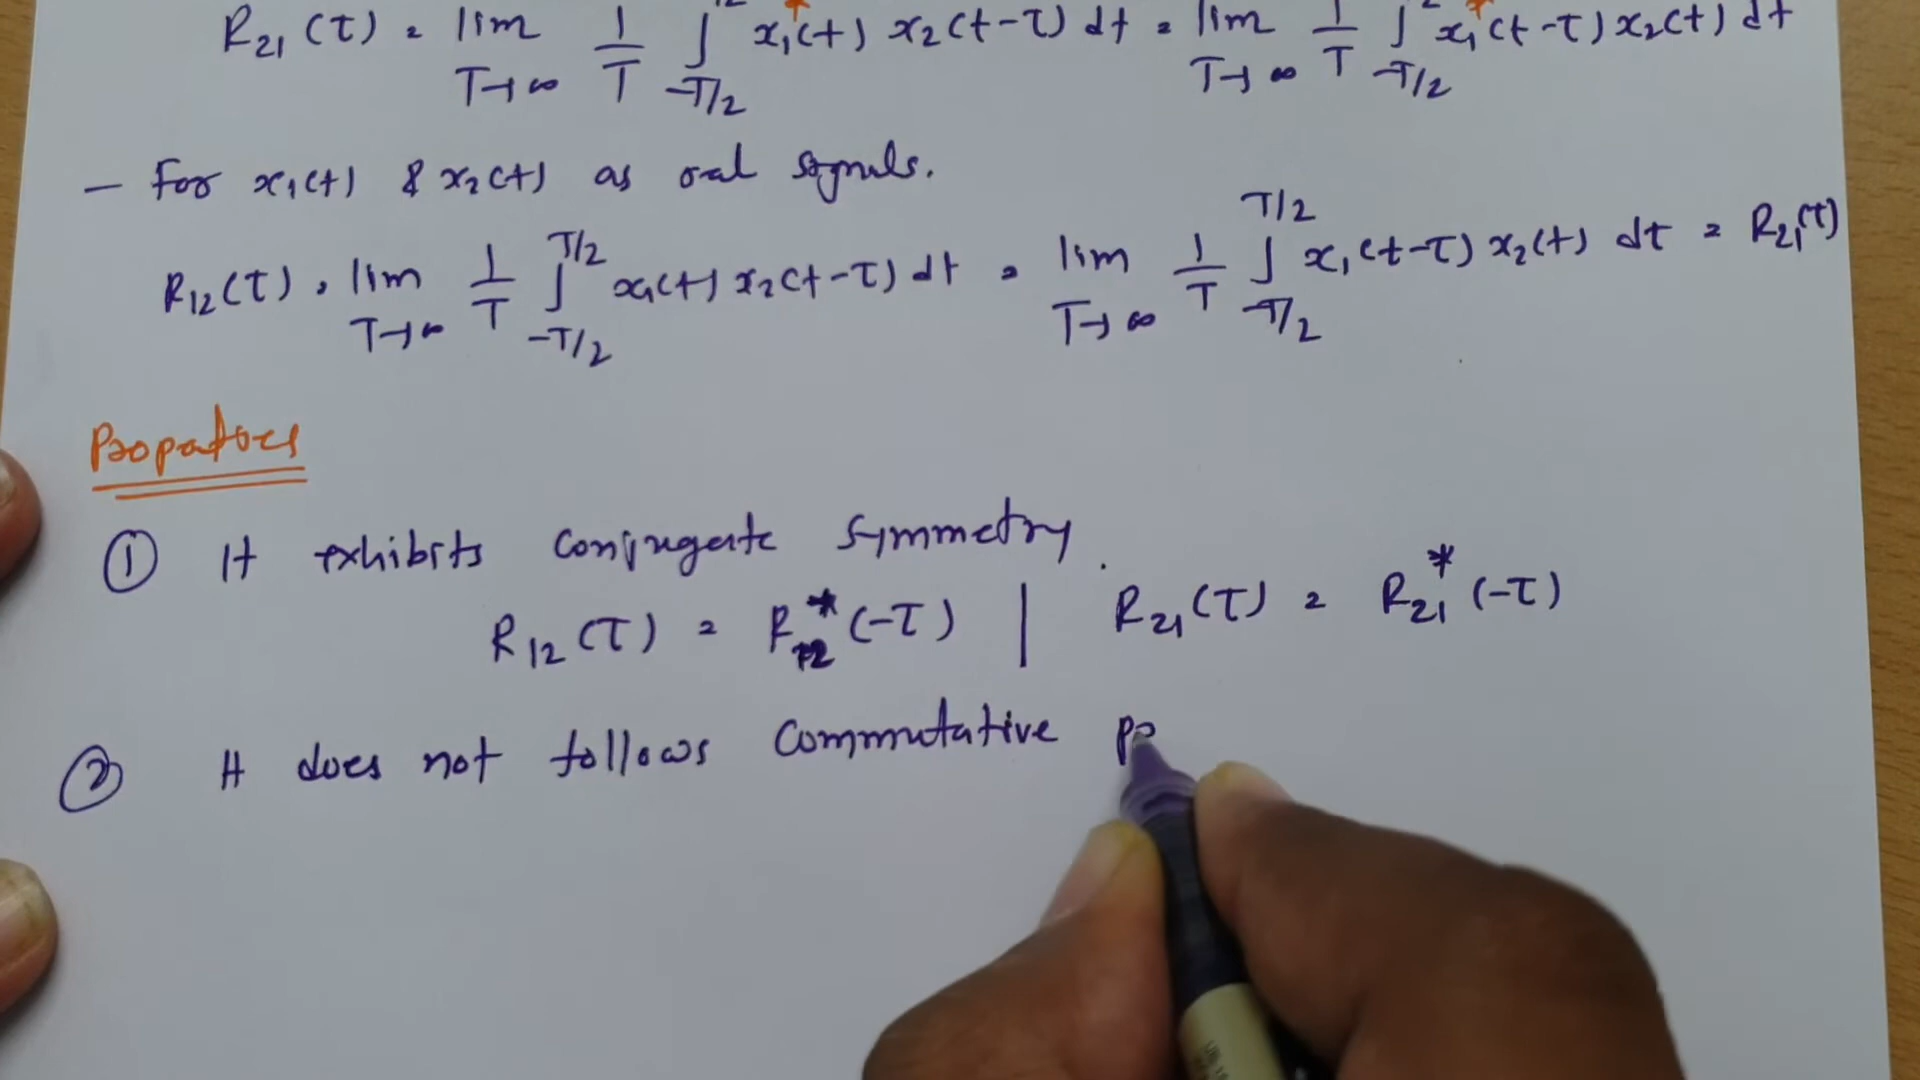 R21(τ) = lim T→∞ 1/T ∫ -T/2 x1*(t) x2(t-τ) dt = lim T→∞ 1/T ∫ -T/2 x1*(t-τ) x2(t) dt
— For x1(t) & x2(t) as real signals.
R12(τ) = lim T→∞ 1/T ∫ -T/2 T/2 x1(t) x2(t-τ) dt = lim T→∞ 1/T ∫ -T/2 T/2 x1(t-τ) x2(t) dt = R21(τ)
Properties
① It exhibits Conjugate Symmetry.
R12(τ) = R12*(-τ) | R21(τ) = R21*(-τ)
② It does not follows Commutative